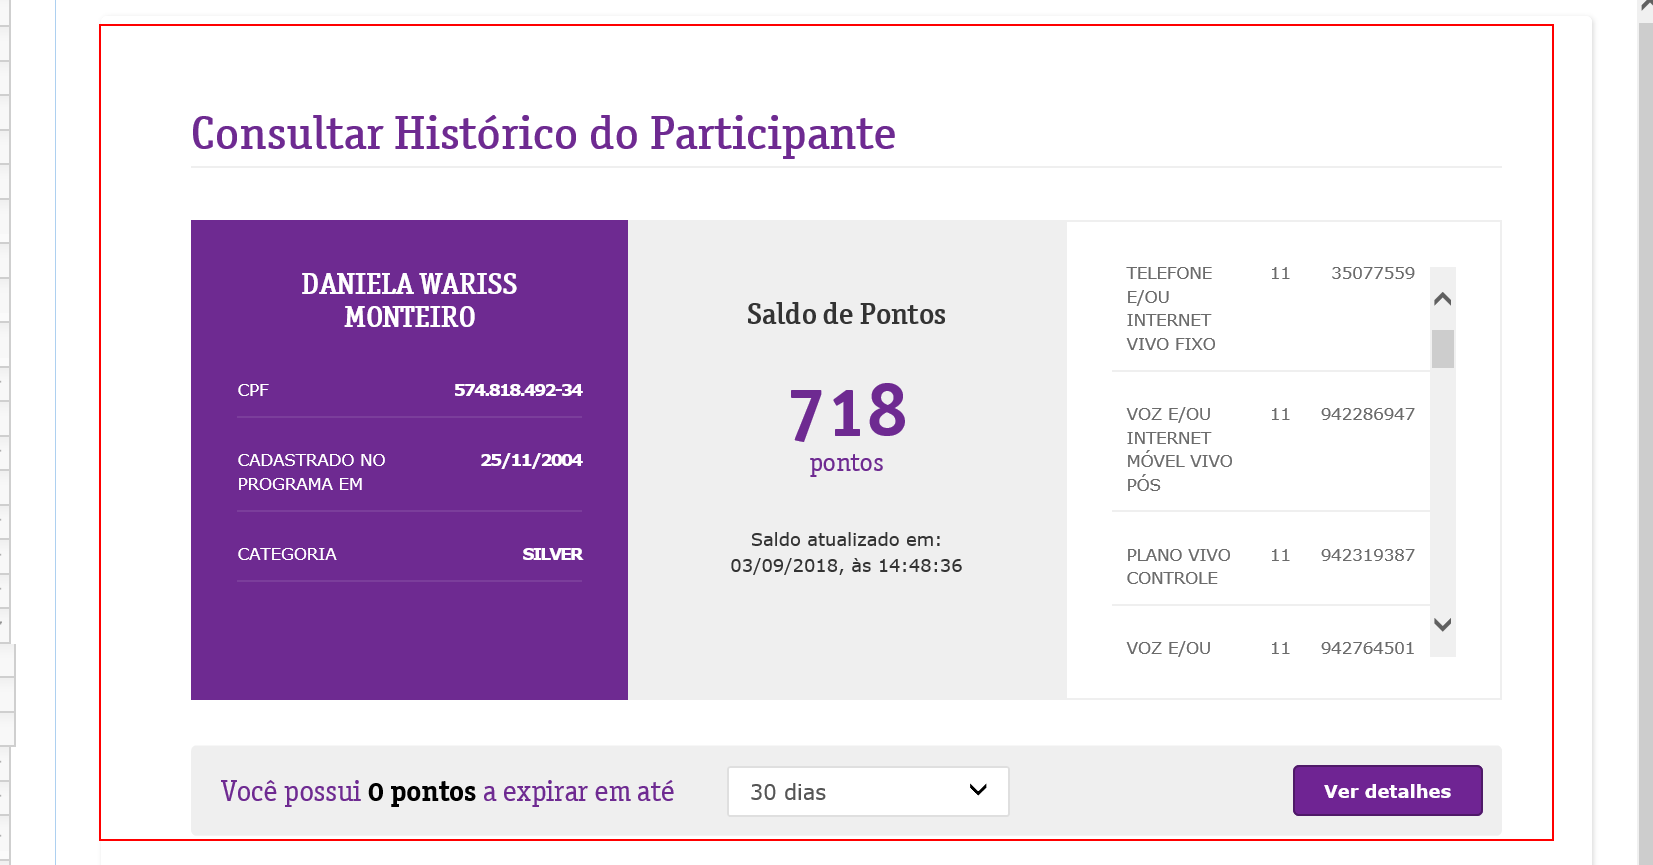 Consultar Histórico do Participante
DANIELA WARISS
MONTEIRO
CPF 574.818.492-34
CADASTRADO NO 25/11/2004
PROGRAMA EM
CATEGORIA SILVER
Saldo de Pontos
718
pontos
Saldo atualizado em:
03/09/2018, às 14:48:36
TELEFONE 11 35077559
E/OU
INTERNET
VIVO FIXO
VOZ E/OU 11 942286947
INTERNET
MÓVEL VIVO
PÓS
PLANO VIVO 11 942319387
CONTROLE
VOZ E/OU 11 942764501
Você possui 0 pontos a expirar em até 30 dias Ver detalhes